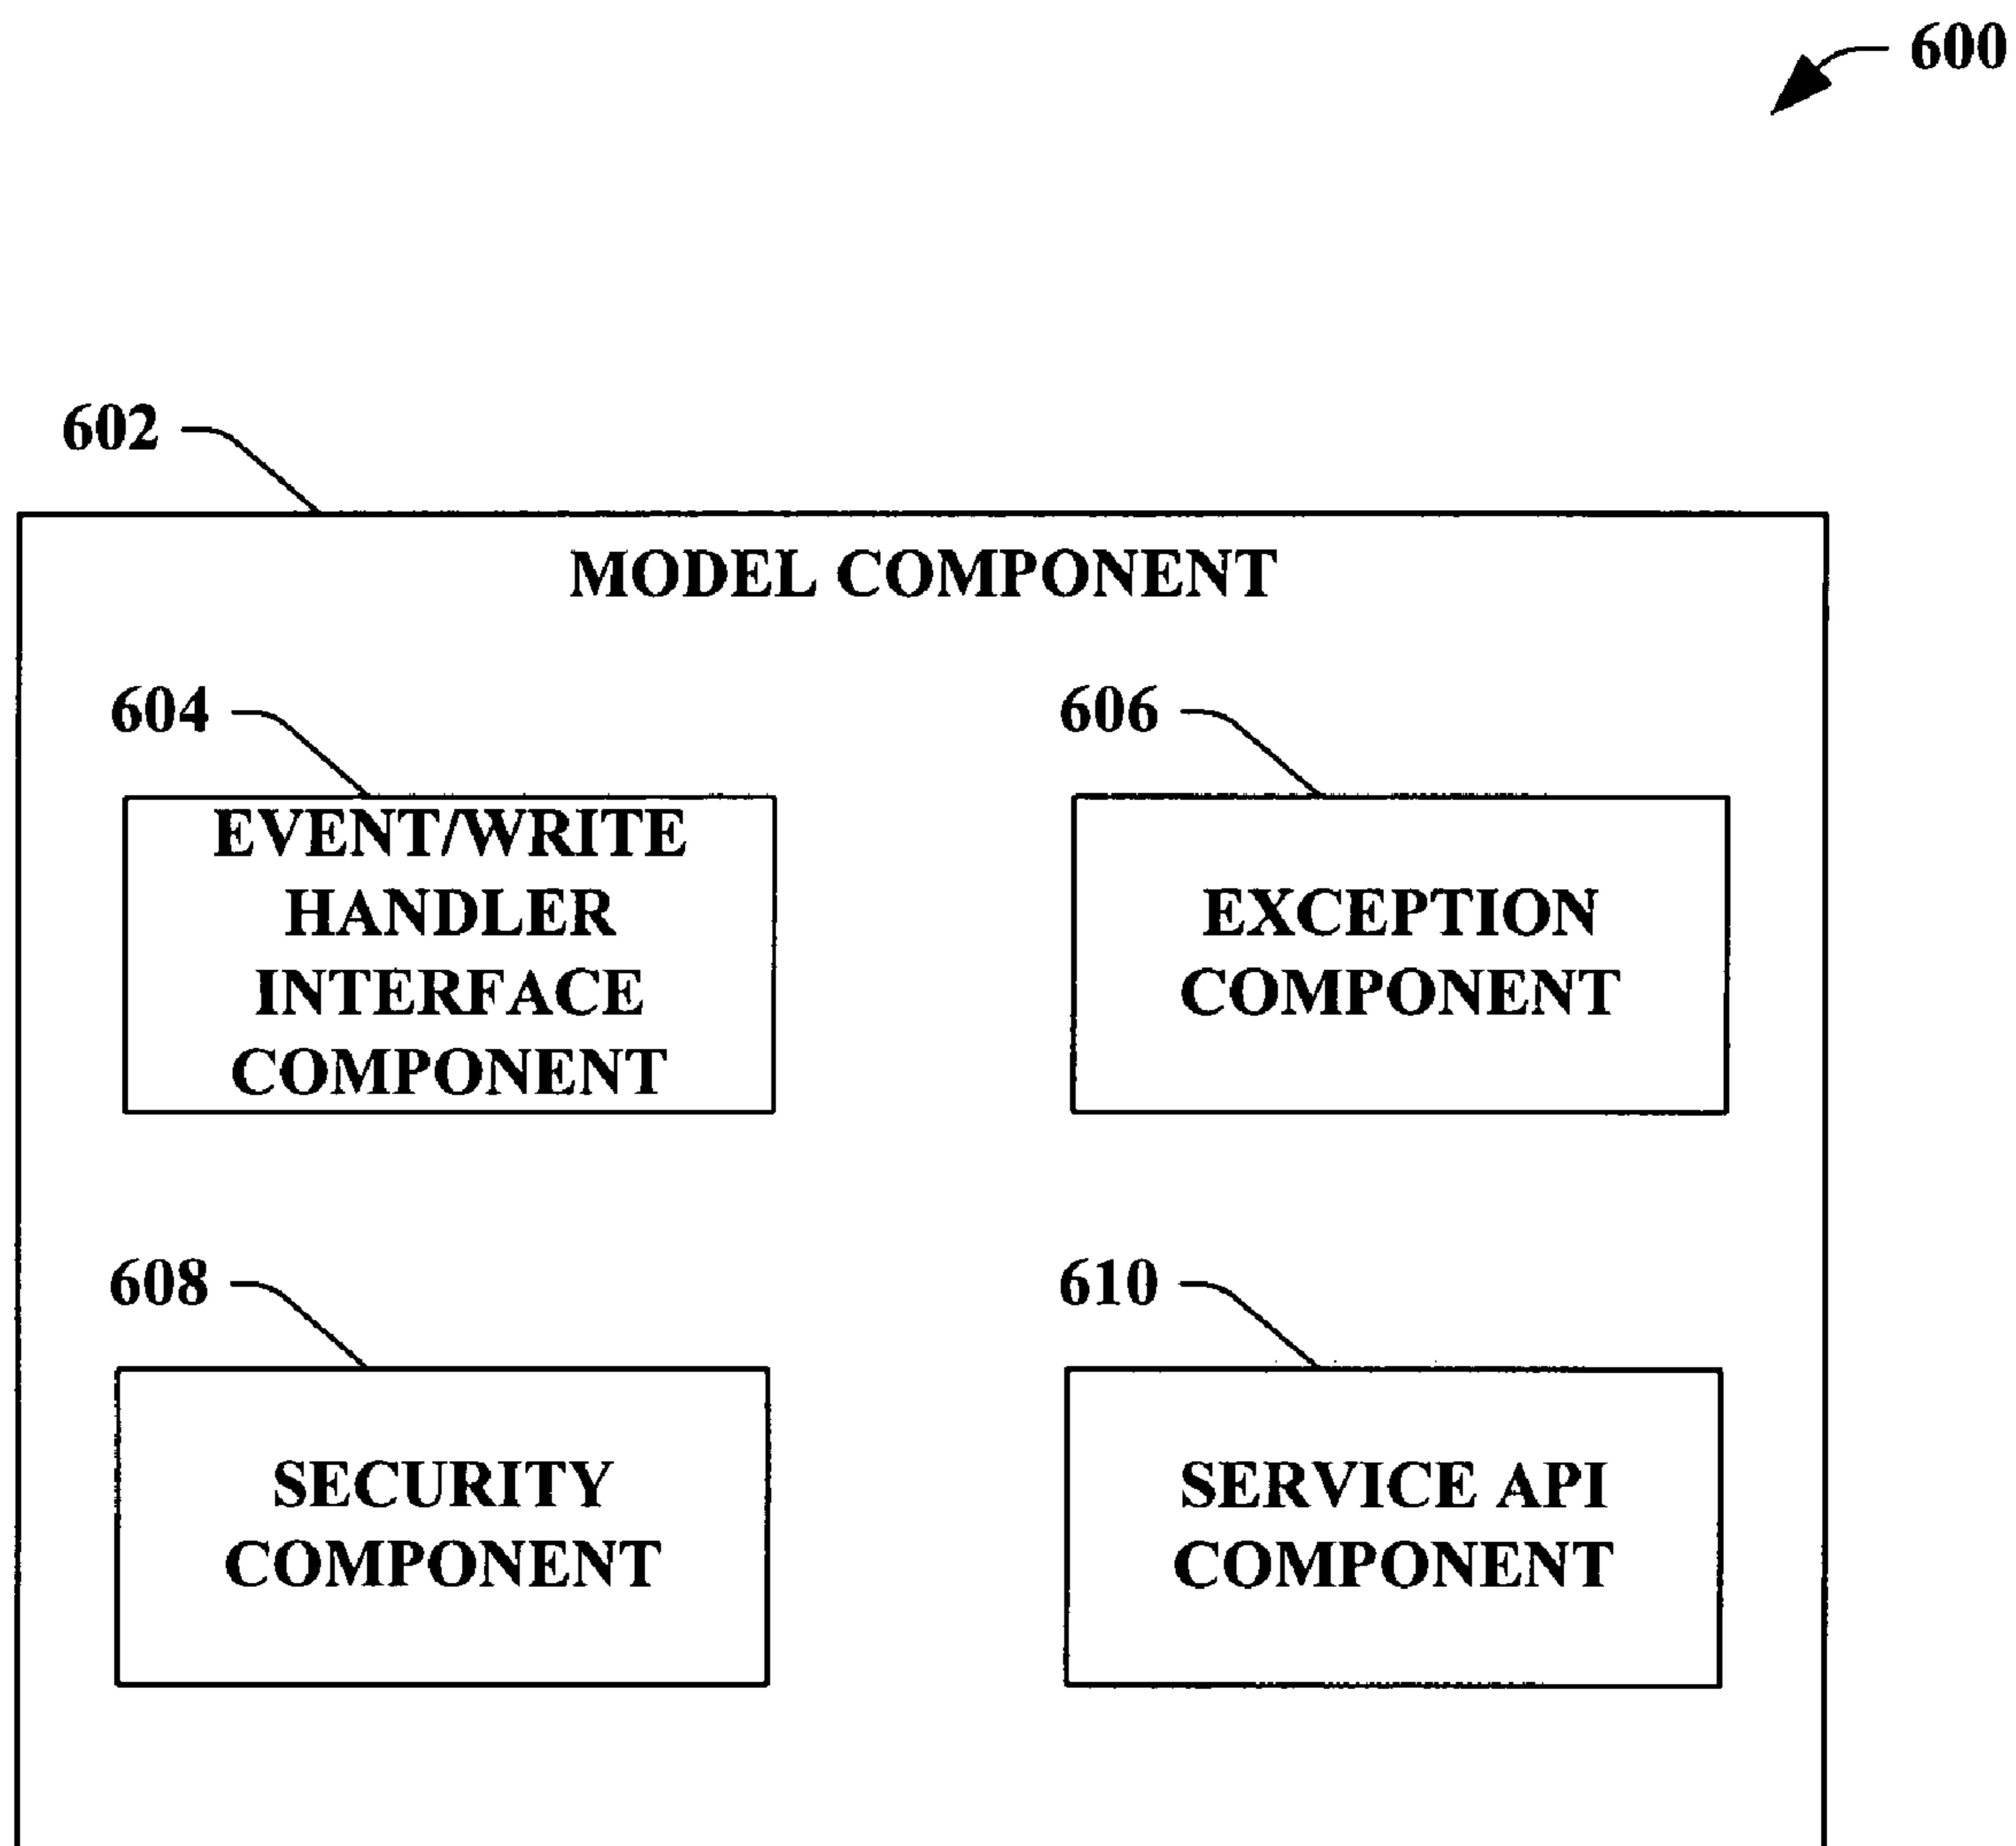 600
602
MODEL COMPONENT
604
606
EVENT/WRITE
HANDLER
INTERFACE
COMPONENT
EXCEPTION
COMPONENT
608
610
SECURITY
COMPONENT
SERVICE API
COMPONENT